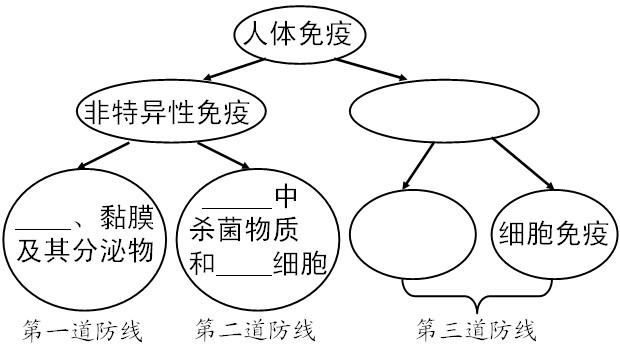 人体免疫
非特异性免疫
____、黏膜
及其分泌物
_____中
杀菌物质
和____细胞
细胞免疫
第一道防线
第二道防线
第三道防线